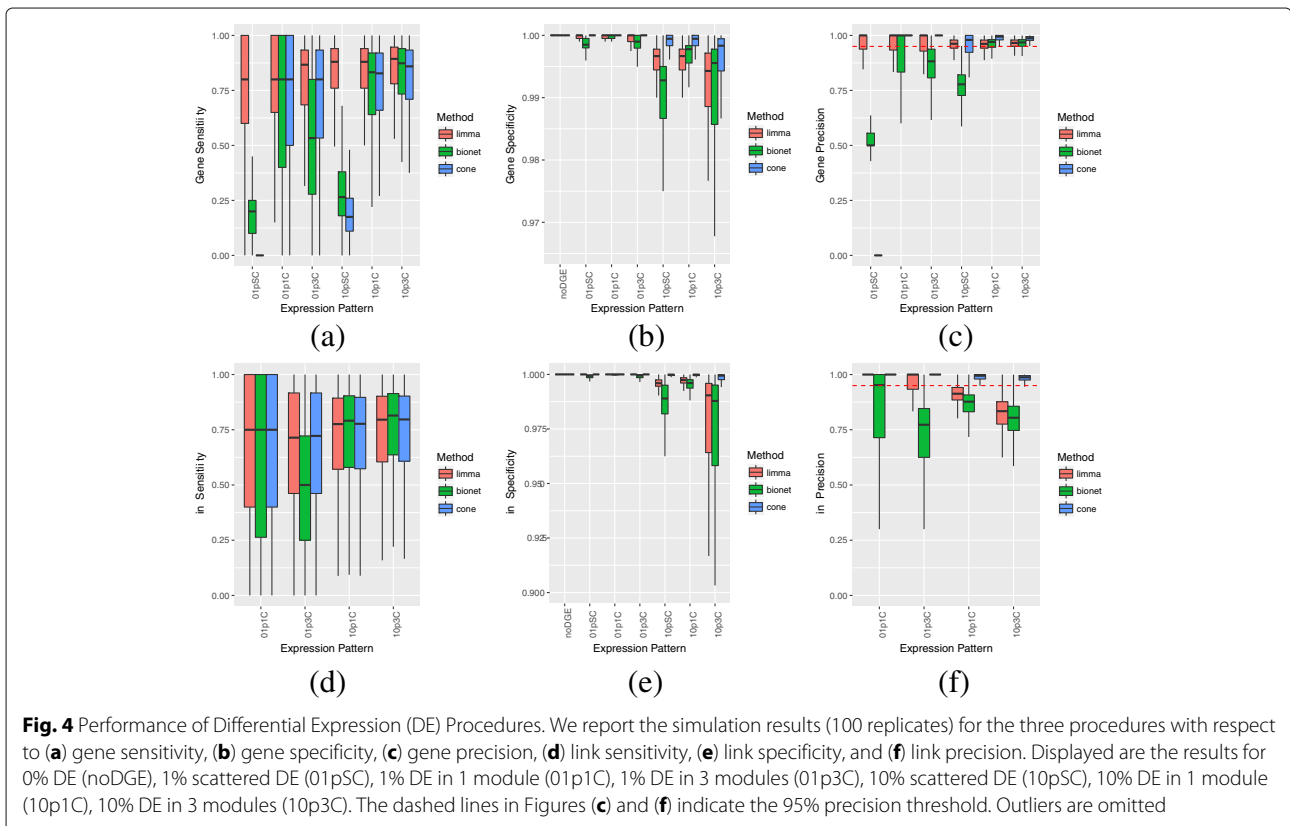 1.00
0.75
0.50
0.25
0.00
Gene Sensitivity
01pSC
01p1C
01p3C
10pSC
10p1C
10p3C
Expression Pattern
Method
limma
bionet
cone
(a)
1.00
0.99
0.98
0.97
Gene Specificity
noDGE
01pSC
01p1C
01p3C
10pSC
10p1C
10p3C
Expression Pattern
Method
limma
bionet
cone
(b)
1.00
0.75
0.50
0.25
0.00
Gene Precision
01pSC
01p1C
01p3C
10pSC
10p1C
10p3C
Expression Pattern
Method
limma
bionet
cone
(c)
1.00
0.75
0.50
0.25
0.00
in Sensitivity
01p1C
01p3C
10p1C
10p3C
Expression Pattern
Method
limma
bionet
cone
(d)
1.000
0.975
0.950
0.925
0.900
in Specificity
noDGE
01pSC
01p1C
01p3C
10pSC
10p1C
10p3C
Expression Pattern
Method
limma
bionet
cone
(e)
1.00
0.75
0.50
0.25
0.00
in Precision
01p1C
01p3C
10p1C
10p3C
Expression Pattern
Method
limma
bionet
cone
(f)
Fig. 4 Performance of Differential Expression (DE) Procedures. We report the simulation results (100 replicates) for the three procedures with respect
to (a) gene sensitivity, (b) gene specificity, (c) gene precision, (d) link sensitivity, (e) link specificity, and (f) link precision. Displayed are the results for
0% DE (noDGE), 1% scattered DE (01pSC), 1% DE in 1 module (01p1C), 1% DE in 3 modules (01p3C), 10% scattered DE (10pSC), 10% DE in 1 module
(10p1C), 10% DE in 3 modules (10p3C). The dashed lines in Figures (c) and (f) indicate the 95% precision threshold. Outliers are omitted